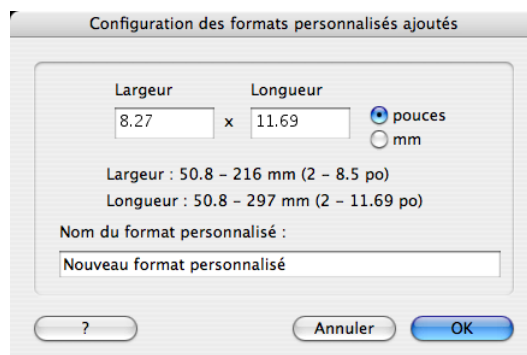 Configuration des formats personnalisés ajoutés
Largeur Longueur
8.27 x 11.69 pouces
mm
Largeur : 50.8 – 216 mm (2 – 8.5 po)
Longueur : 50.8 – 297 mm (2 – 11.69 po)
Nom du format personnalisé :
Nouveau format personnalisé
? Annuler OK